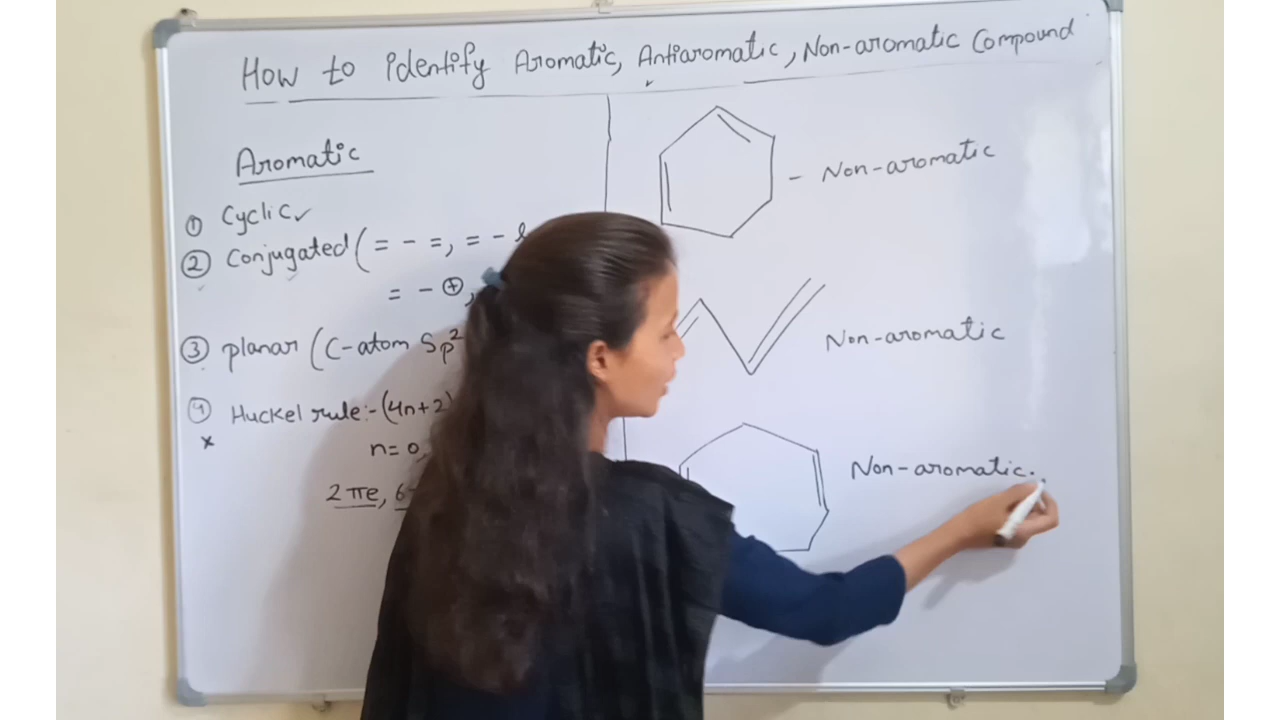 How to identify Aromatic, Antiaromatic, Non-aromatic Compound
Aromatic
① Cyclic ✓
② Conjugated (= - =, = - l
= - ⊕,
③ planar (C-atom Sp²
④ Huckel rule:- (4n+2)
×
n= 0,
2 πe, 6
- Non-aromatic
Non-aromatic
Non-aromatic.